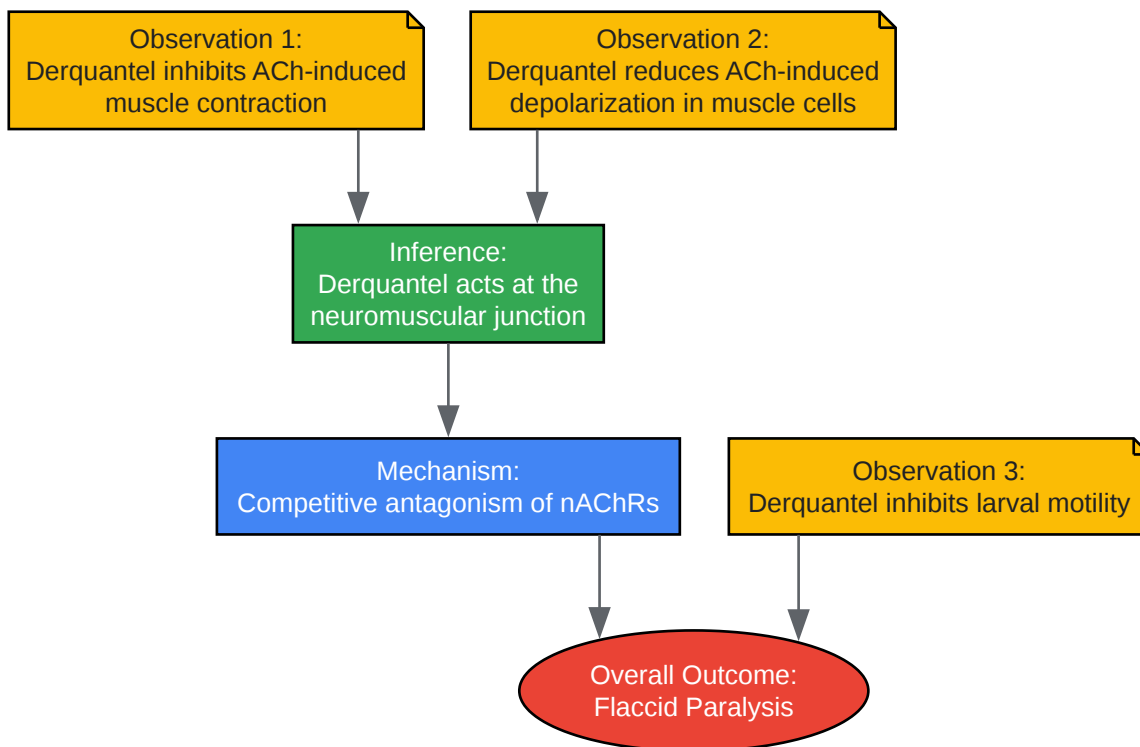 Observation 1:
Derquantel inhibits ACh-induced
muscle contraction
Observation 2:
Derquantel reduces ACh-induced
depolarization in muscle cells
Inference:
Derquantel acts at the
neuromuscular junction
Mechanism:
Competitive antagonism of nAChRs
Observation 3:
Derquantel inhibits larval motility
Overall Outcome:
Flaccid Paralysis